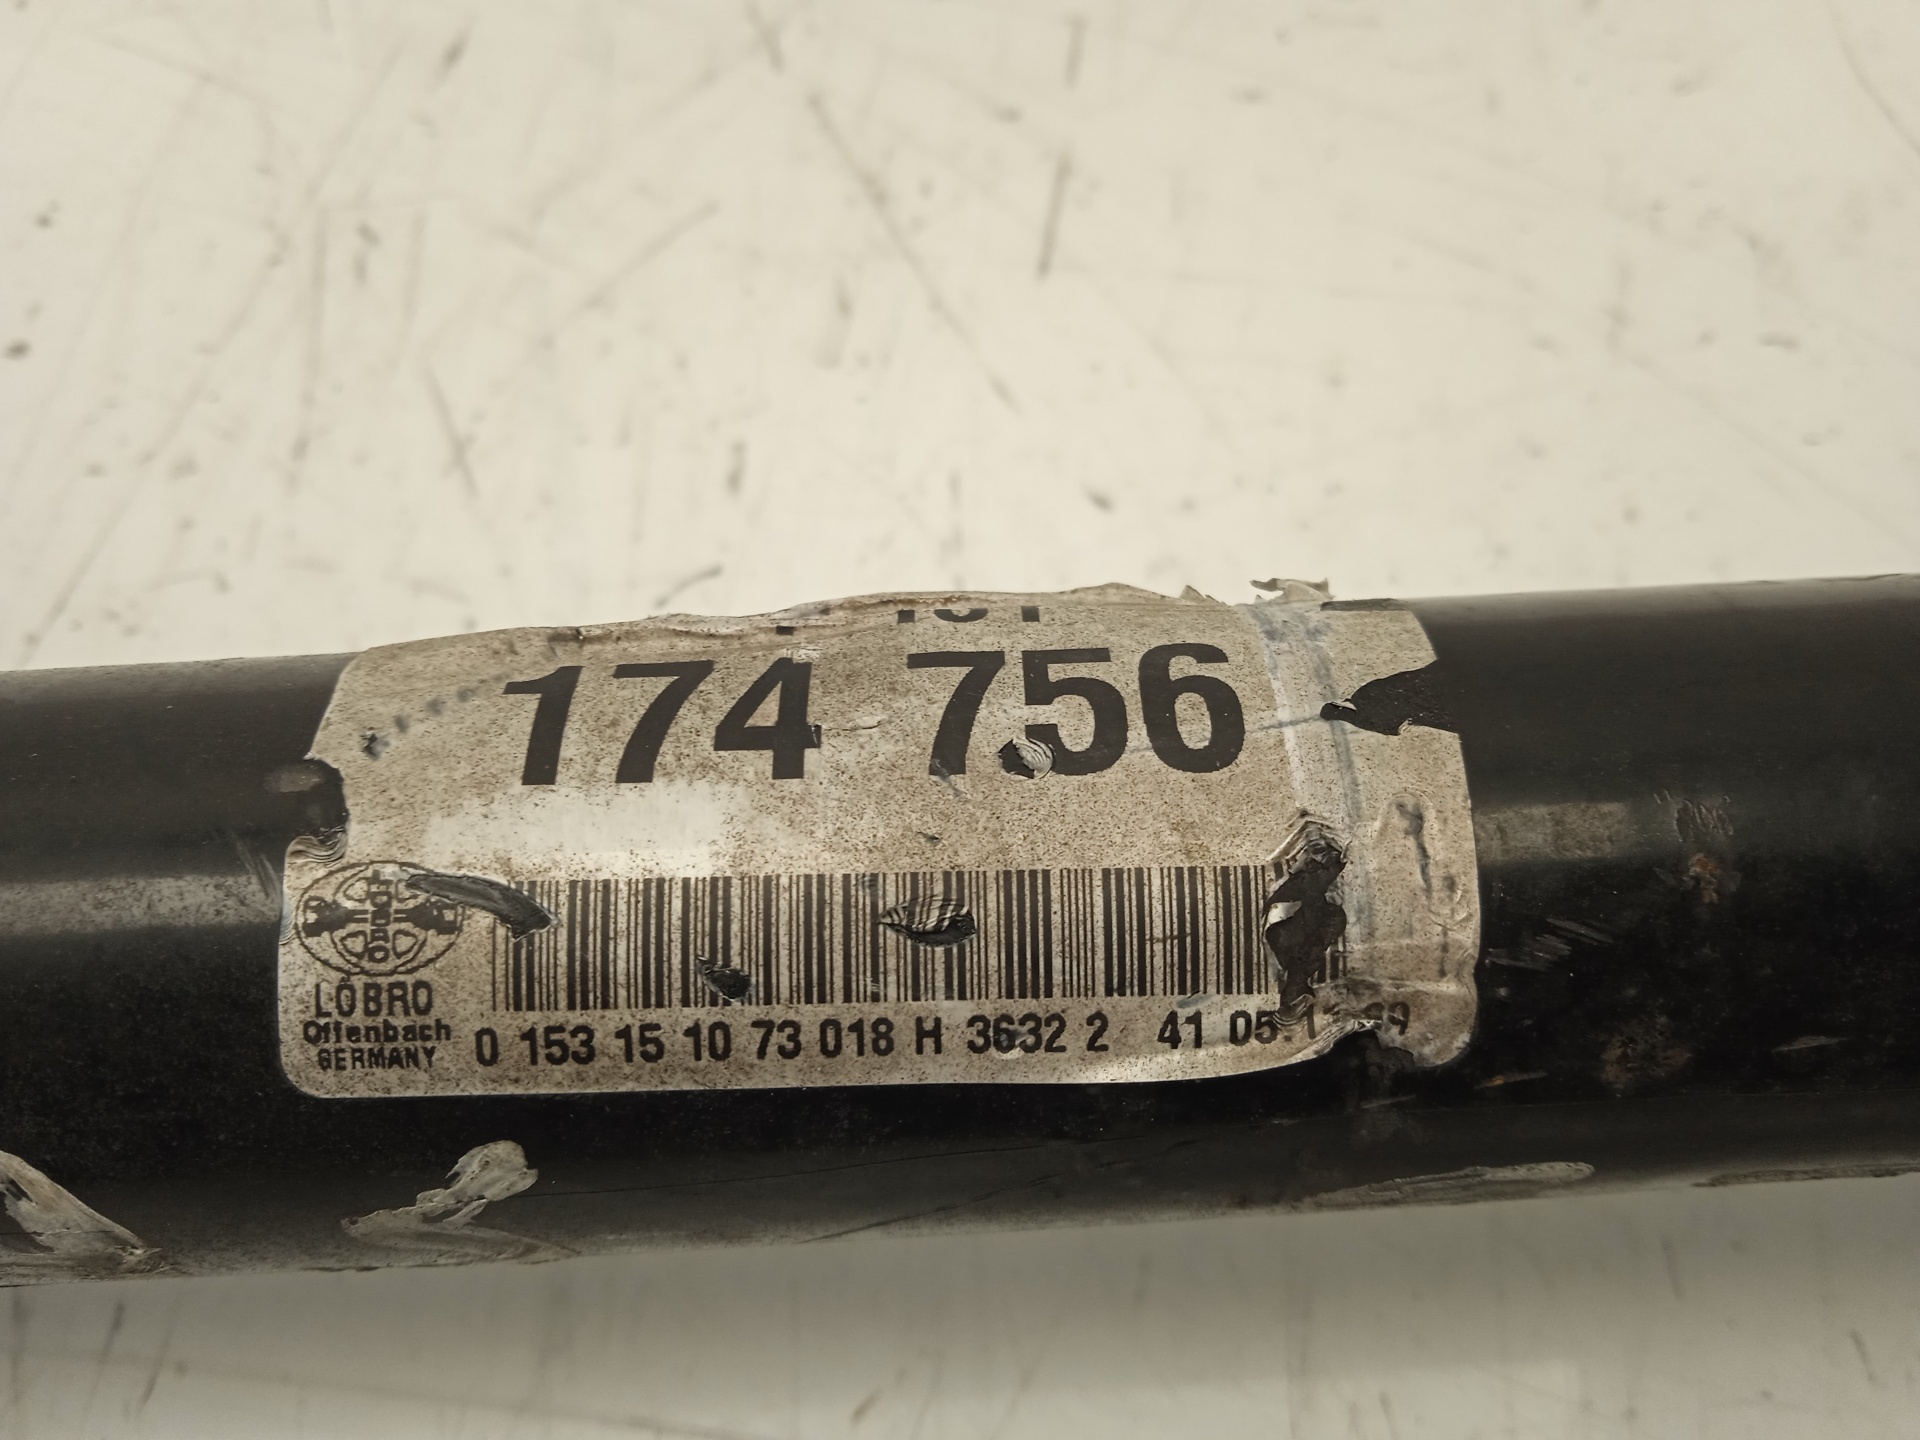 174 756
LÖBRO
Offenbach
GERMANY
0 153 15 10 73 018 H 3632 2 41 05.